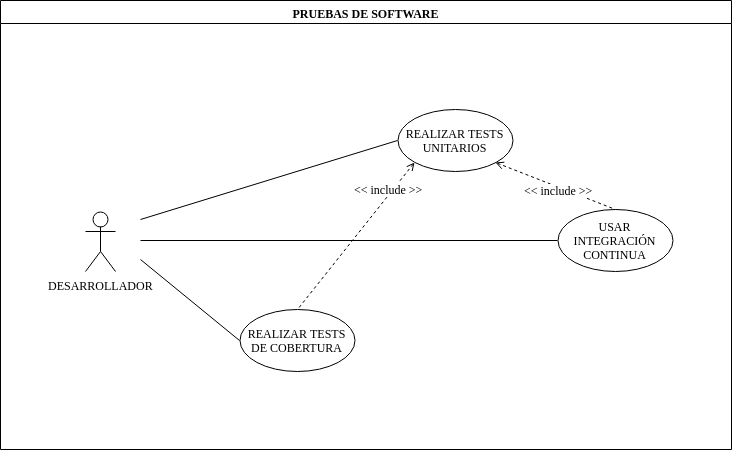 PRUEBAS DE SOFTWARE
REALIZAR TESTS
UNITARIOS
<< include >>
<< include >>
USAR
INTEGRACIÓN
CONTINUA
DESARROLLADOR
REALIZAR TESTS
DE COBERTURA